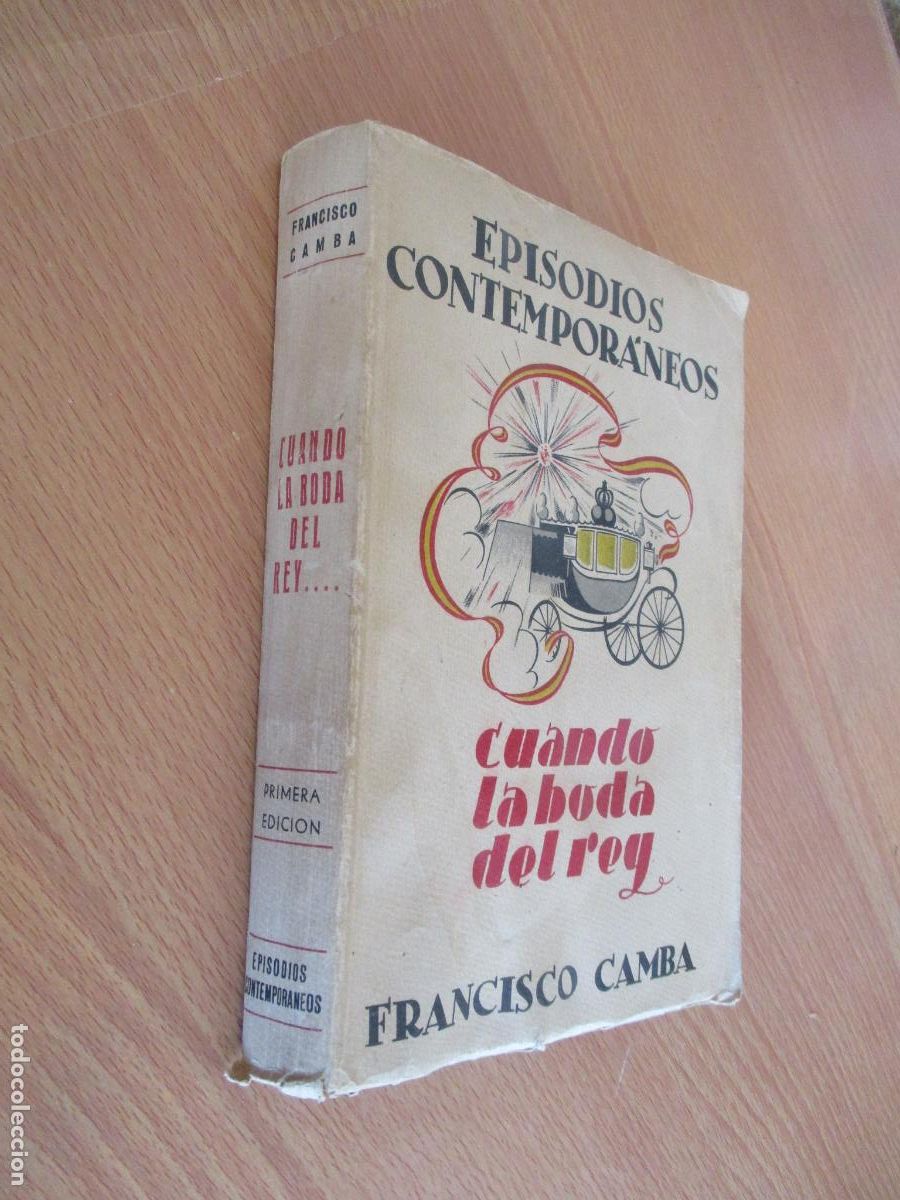 FRANCISCO
CAMBA
CUANDO
LA BODA
DEL
REY....
PRIMERA
EDICION
EPISODIOS
CONTEMPORANEOS
EPISODIOS
CONTEMPORÁNEOS
cuando
la boda
del rey
FRANCISCO CAMBA
todocoleccion.net